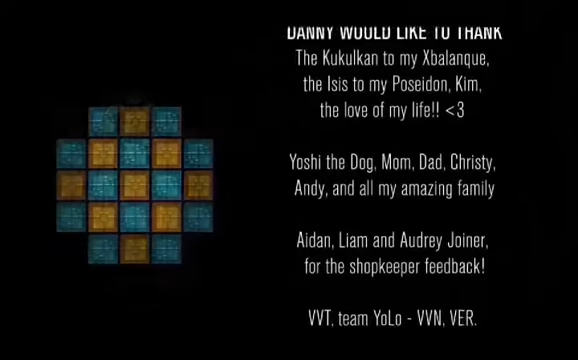 DANNY WOULD LIKE TO THANK
The Kukulkan to my Xbalanque,
the Isis to my Poseidon, Kim,
the love of my life!! <3
Yoshi the Dog, Mom, Dad, Christy,
Andy, and all my amazing family
Aidan, Liam and Audrey Joiner,
for the shopkeeper feedback!
VVT, team YoLo - VVN, VER.